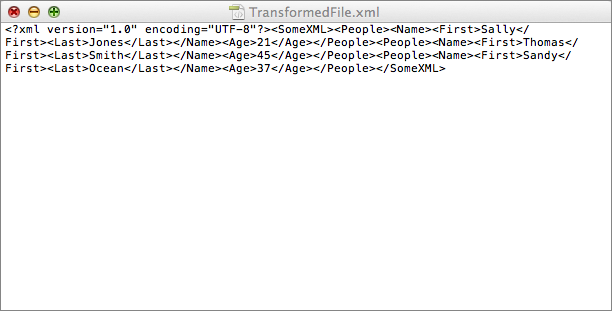 TransformedFile.xml
<?xml version="1.0" encoding="UTF-8"?><SomeXML><People><Name><First>Sally</
First><Last>Jones</Last></Name><Age>21</Age></People><People><Name><First>Thomas</
First><Last>Smith</Last></Name><Age>45</Age></People><People><Name><First>Sandy</
First><Last>Ocean</Last></Name><Age>37</Age></People></SomeXML>